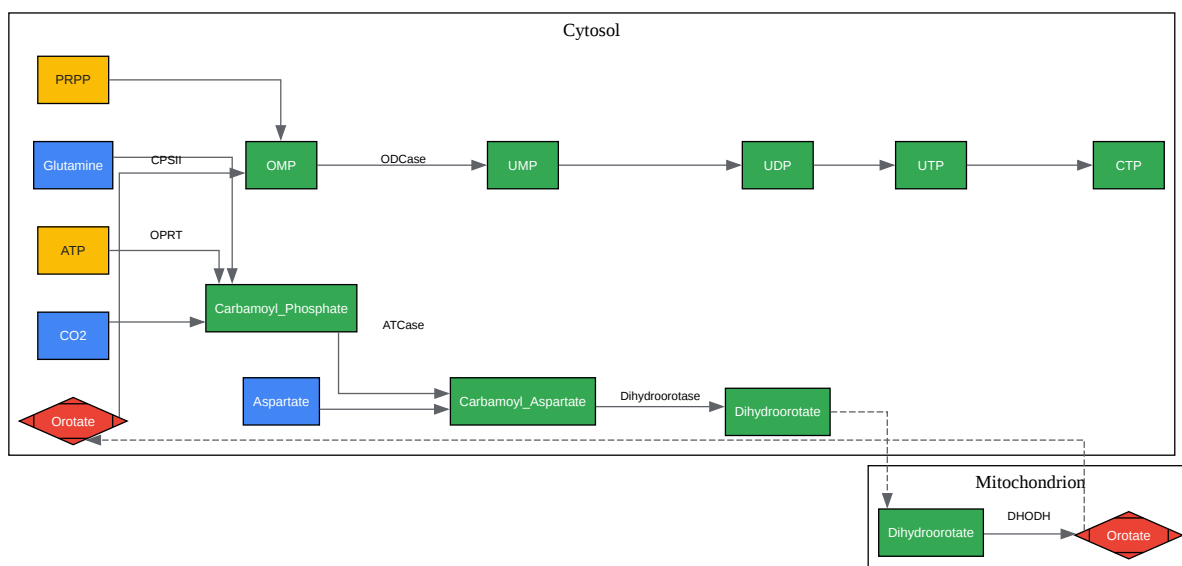 Cytosol
PRPP
Glutamine
CPSII
OMP
ODCase
UMP
UDP
UTP
CTP
ATP
OPRT
Carbamoyl_Phosphate
CO2
ATCase
Aspartate
Carbamoyl_Aspartate
Dihydroorotase
Dihydroorotate
Orotate
Mitochondrion
Dihydroorotate
DHODH
Orotate